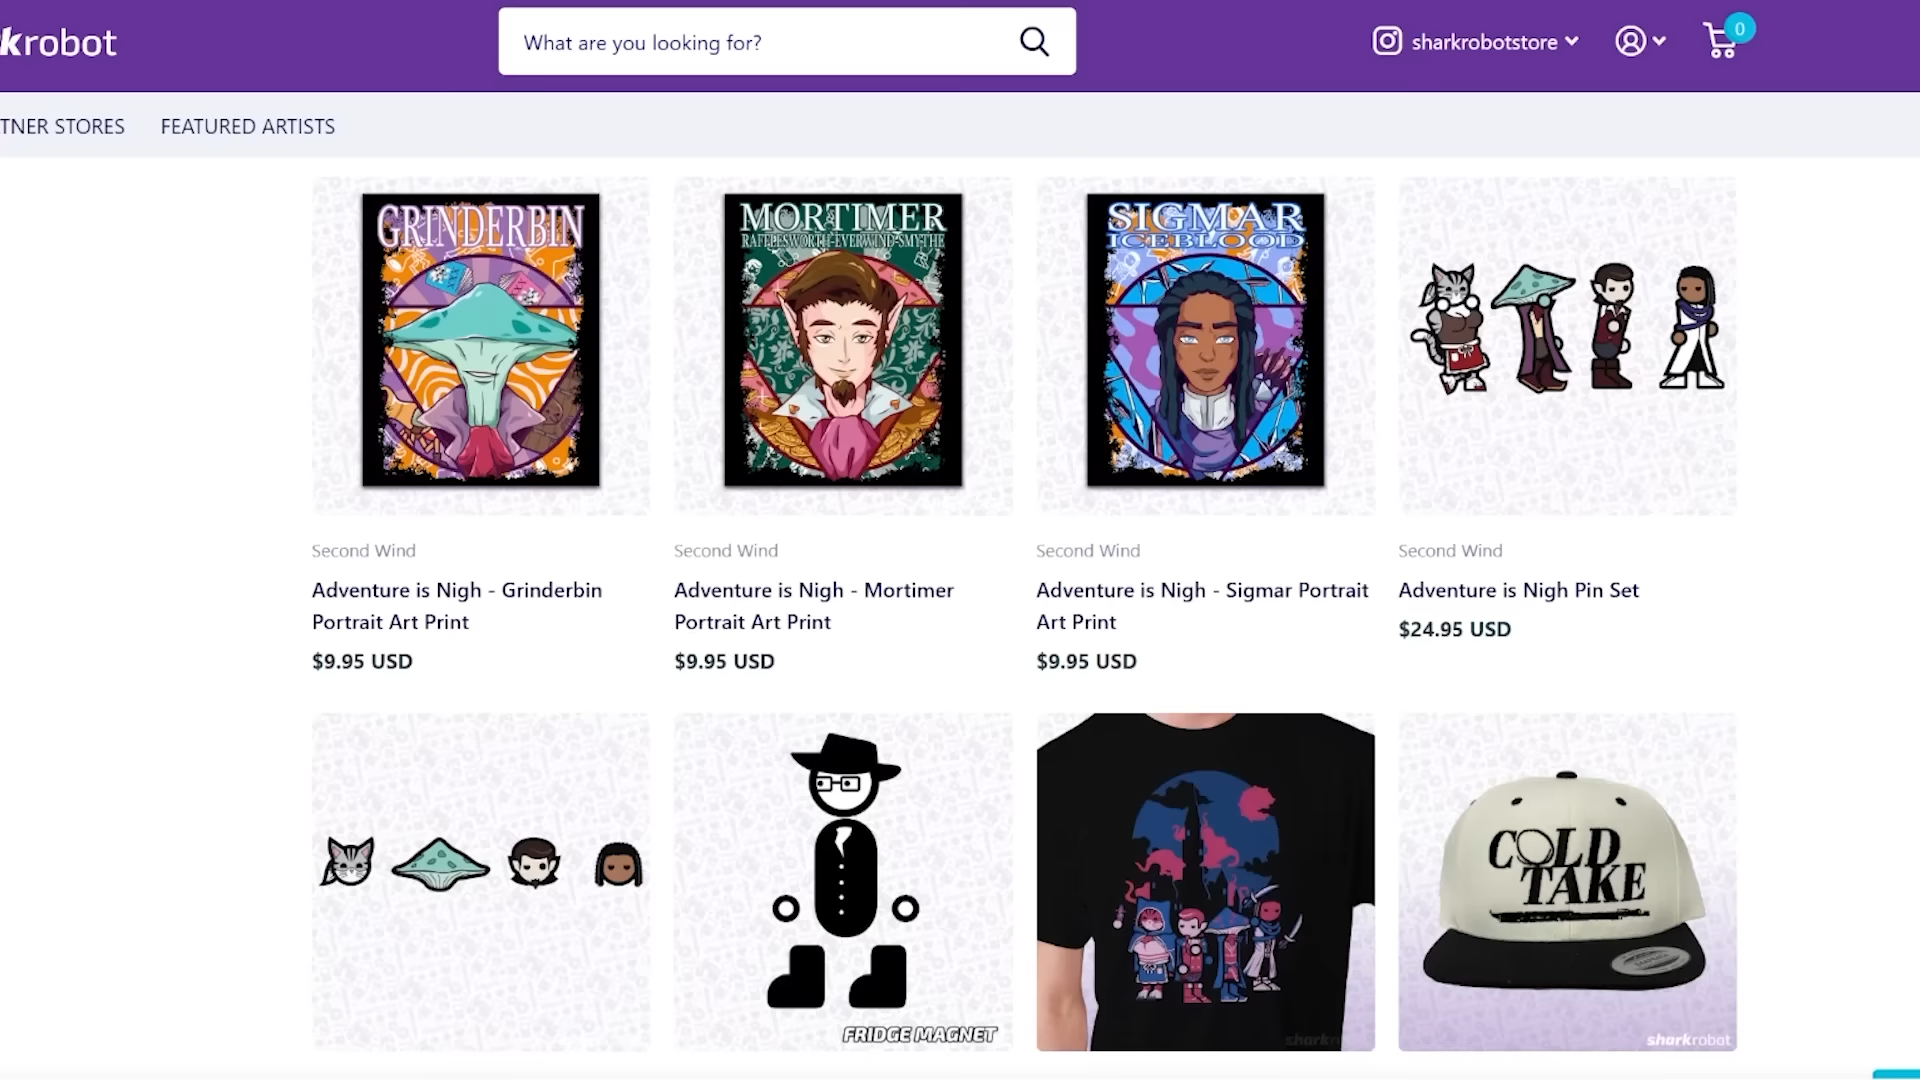 krobot
What are you looking for?
sharkrobotstore
0
TNER STORES
FEATURED ARTISTS
GRINDERBIN
MORTIMER
RAFFLESWORTH-EVERWIND-SMYTHE
SIGMAR
ICEBLOOD
Second Wind
Second Wind
Second Wind
Second Wind
Adventure is Nigh - Grinderbin
Portrait Art Print
$9.95 USD
Adventure is Nigh - Mortimer
Portrait Art Print
$9.95 USD
Adventure is Nigh - Sigmar Portrait
Art Print
$9.95 USD
Adventure is Nigh Pin Set
$24.95 USD
FRIDGE MAGNET
sharkr
COLD
TAKE
sharkrobot